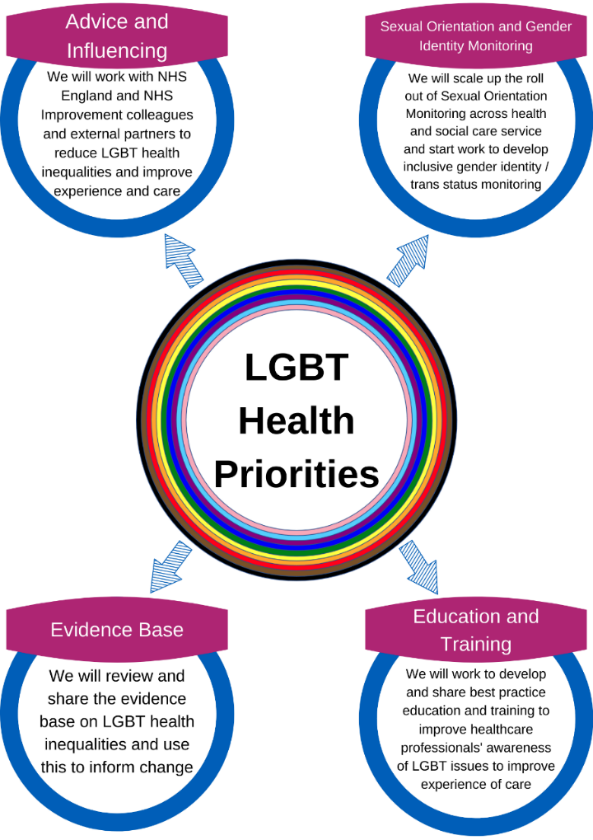 Advice and
Influencing
We will work with NHS
England and NHS
Improvement colleagues
and external partners to
reduce LGBT health
inequalities and improve
experience and care
Sexual Orientation and Gender
Identity Monitoring
We will scale up the roll
out of Sexual Orientation
Monitoring across health
and social care service
and start work to develop
inclusive gender identity /
trans status monitoring
LGBT
Health
Priorities
Evidence Base
We will review and
share the evidence
base on LGBT health
inequalities and use
this to inform change
Education and
Training
We will work to develop
and share best practice
education and training to
improve healthcare
professionals' awareness
of LGBT issues to improve
experience of care